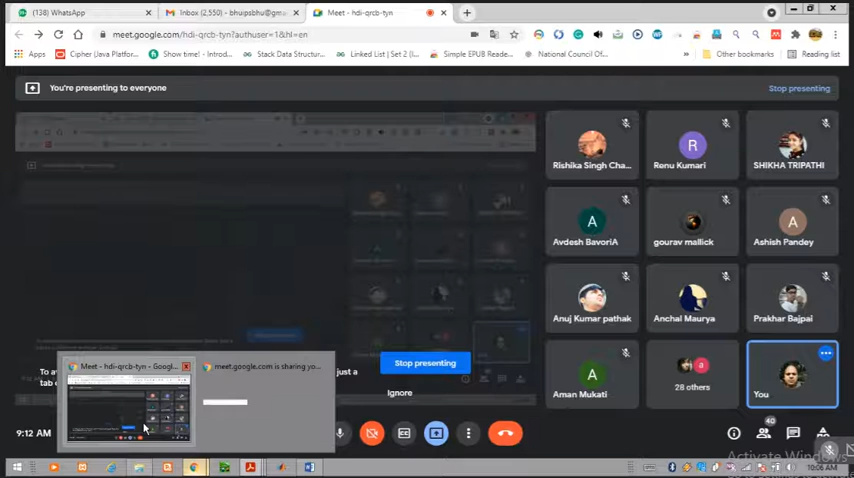 (138) WhatsApp
Inbox (2,550) - bhuipsbhu@gmail
Meet - hdi-qrcb-tyn
meet.google.com/hdi-qrcb-tyn?authuser=1&hl=en
Apps
Cipher (Java Platfor...
Show time! - Introd...
Stack Data Structur...
Linked List | Set 2 (I...
Simple EPUB Reade...
National Council Of...
»
Other bookmarks
Reading list
You're presenting to everyone
Stop presenting
Rishika Singh Cha...
R
Renu Kumari
SHIKHA TRIPATHI
A
Avdesh BavoriA
gourav mallick
A
Ashish Pandey
Anuj Kumar pathak
Anchal Maurya
Prakhar Bajpai
A
Aman Mukati
a
28 others
You
Meet - hdi-qrcb-tyn - Googl...
meet.google.com is sharing yo...
just a
Stop presenting
Ignore
9:12 AM
40
Activate Windows
10:06 AM